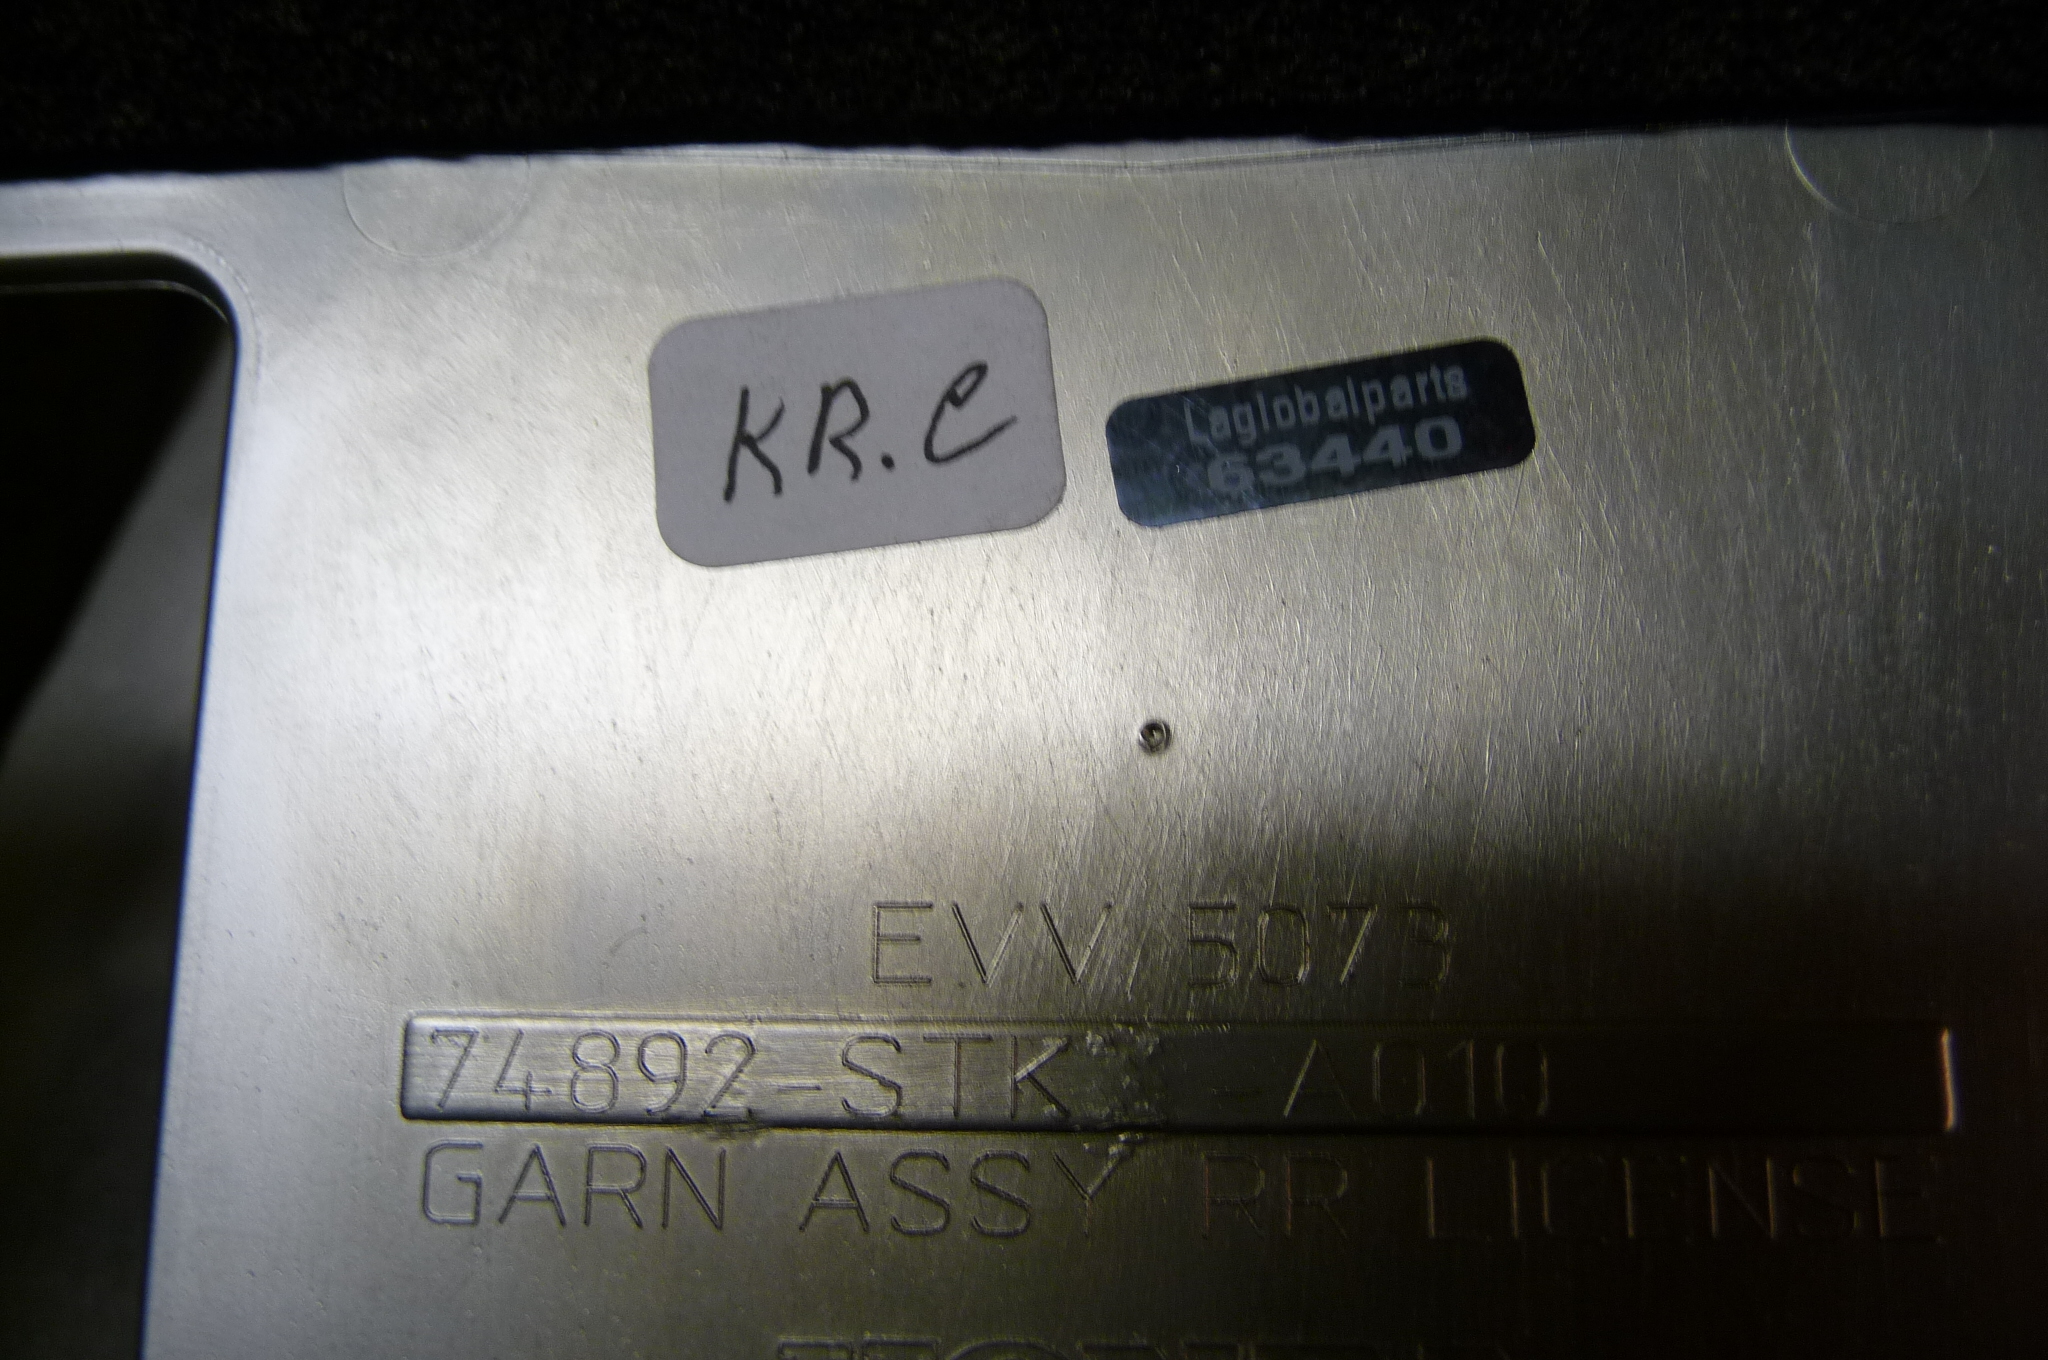 KR.C
Laglobalparts
63440
EVV 5073
74892-STK -A010
GARN ASSY RR LICENSE